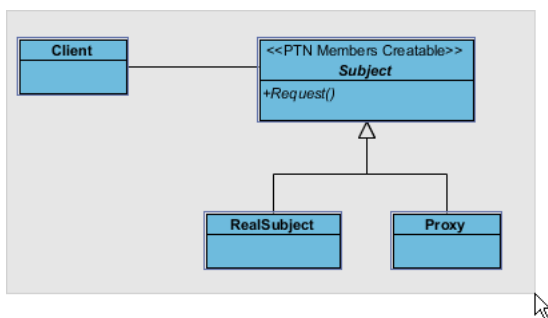 Client
<<PTN Members Creatable>>
Subject
+Request()
RealSubject
Proxy